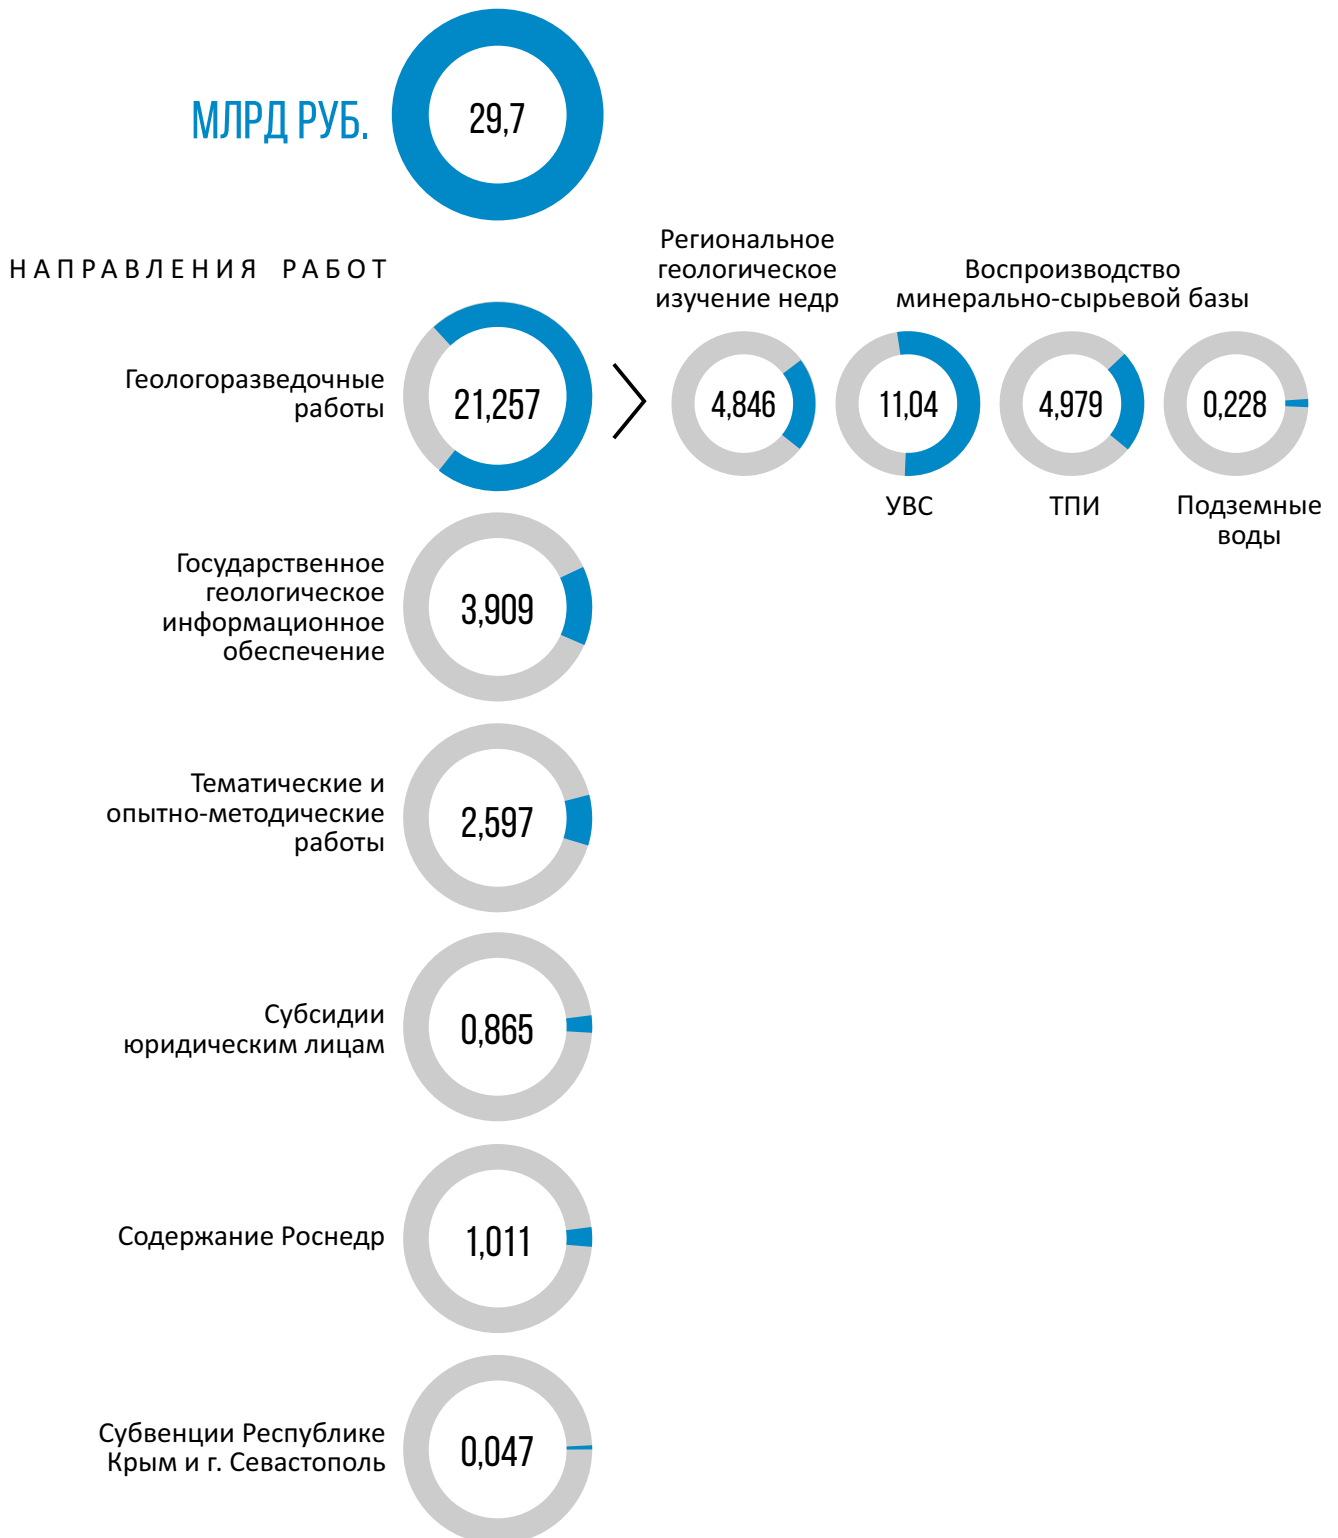 МЛРД РУБ.
29,7
НАПРАВЛЕНИЯ РАБОТ
Геологоразведочные
работы
21,257
Региональное
геологическое
изучение недр
4,846
Воспроизводство
минерально-сырьевой базы
11,04
УВС
4,979
ТПИ
0,228
Подземные
воды
Государственное
геологическое
информационное
обеспечение
3,909
Тематические и
опытно-методические
работы
2,597
Субсидии
юридическим лицам
0,865
Содержание Роснедр
1,011
Субвенции Республике
Крым и г. Севастополь
0,047